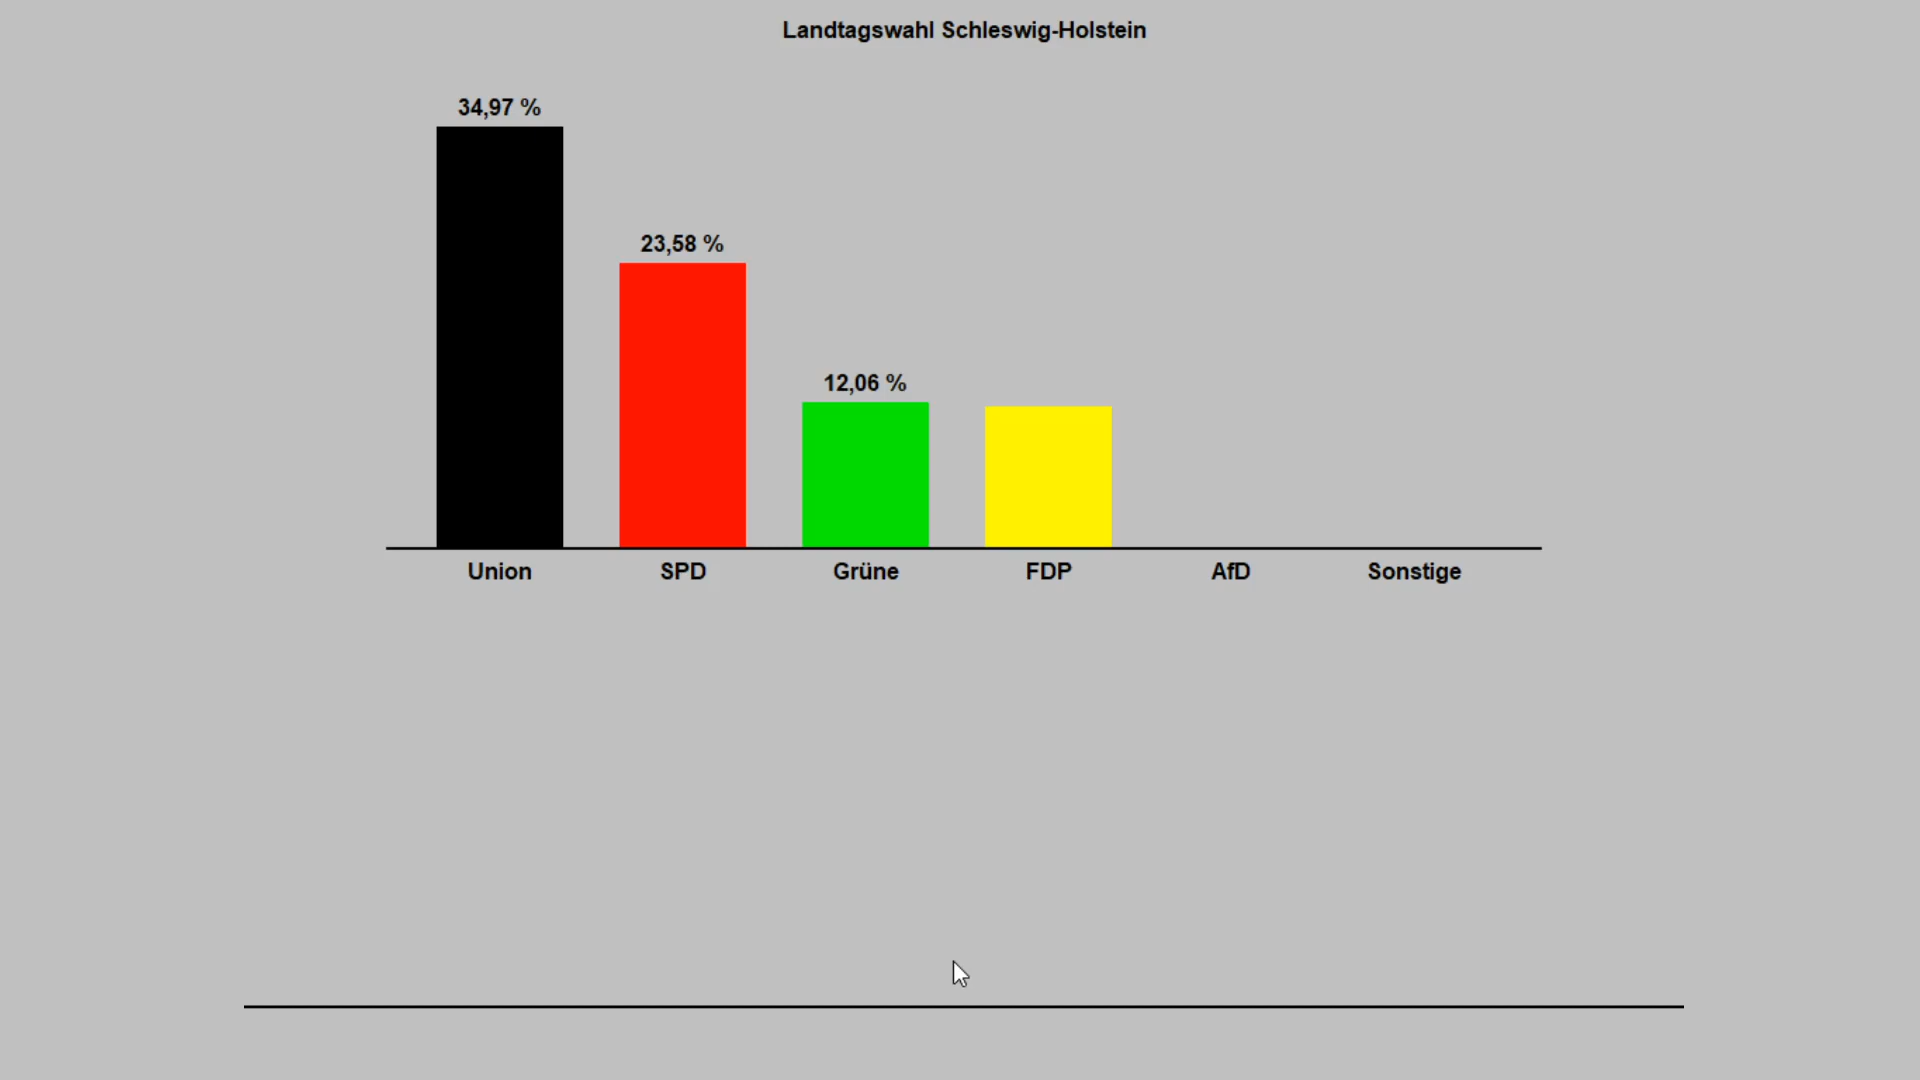 Landtagswahl Schleswig-Holstein
34,97 %
23,58 %
12,06 %
Union SPD Grüne FDP AfD Sonstige